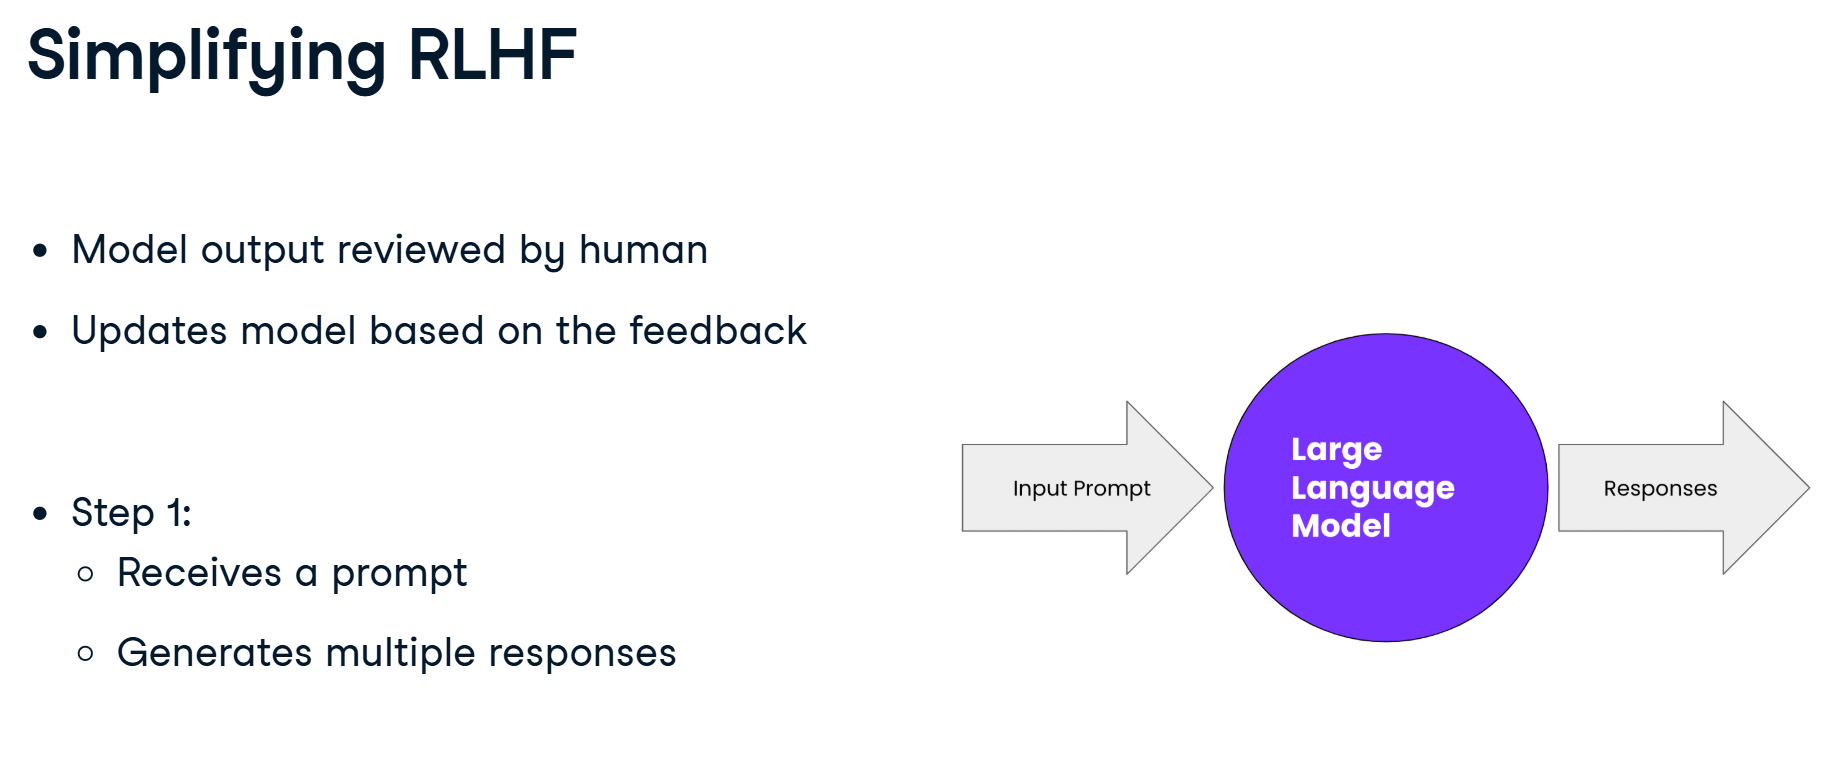 Simplifying RLHF
• Model output reviewed by human
• Updates model based on the feedback
• Step 1:
○ Receives a prompt
○ Generates multiple responses
Input Prompt
Large
Language
Model
Responses